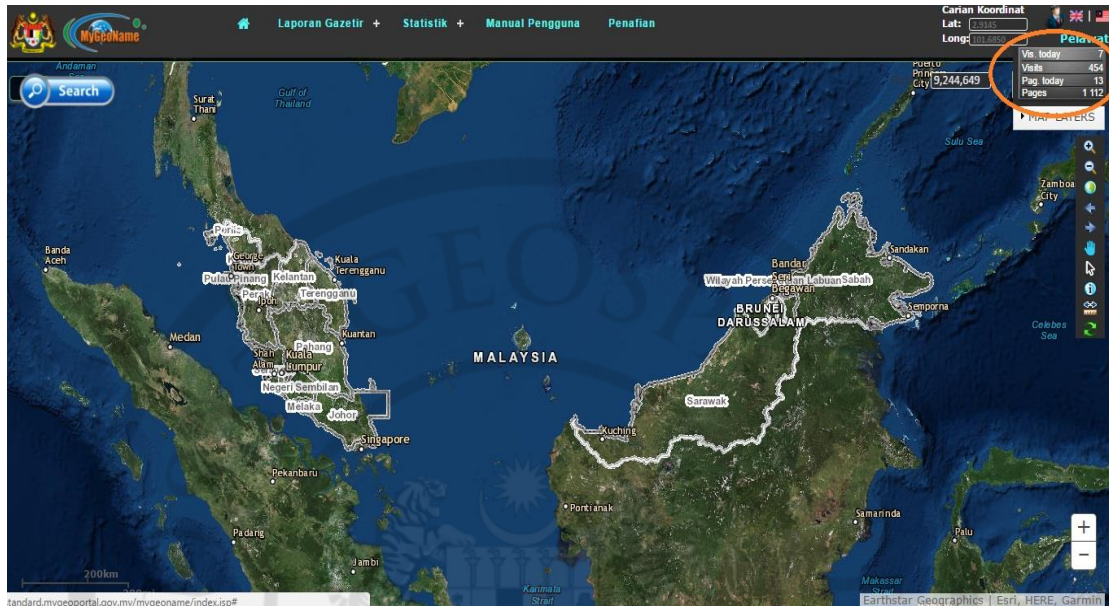 MyGeoName
Laporan Gazetir +
Statistik +
Manual Pengguna
Penafian
Carian Koordinat
Lat: 2.9185
Long: 101.6850
Pelawat
Vis. today 7
Visits 454
Pag. today 13
Pages 1 112
9,244,649
MAP LAYERS
Search
Andaman
Surat
Thani
Gulf of
Thailand
Puerto
Princesa
City
Sulu Sea
Zamboa
City
Banda
Aceh
Perlis
George
Town
Kuala
Terengganu
Pulau Pinang
Kelantan
Terengganu
Perak
Ipoh
Medan
Kuantan
Pahang
Shah
Alam
Kuala
Lumpur
Negeri Sembilan
Melaka
Johor
Singapore
MALAYSIA
Sandakan
Bandar
Seri
Begawan
Wilayah Persekutuan Labuan
Sabah
BRUNEI
DARUSSALAM
Semporna
Celebes
Sea
Sarawak
Kuching
Pekanbaru
Pontianak
Samarinda
Padang
Palu
Jambi
200km
Karimata
Strait
Makassar
Strait
tandard.mygeoportal.gov.my/mygeoname/index.jsp#
Earthstar Geographics | Esri, HERE, Garmin